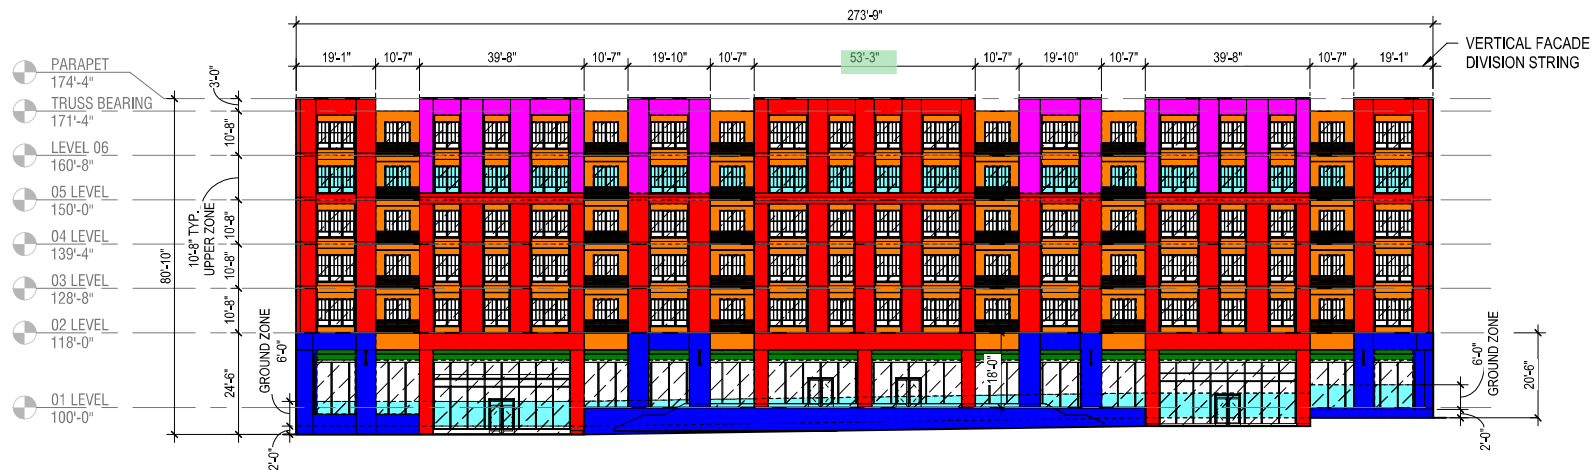 273'-9"
19'-1"
10'-7"
39'-8"
10'-7"
19'-10"
10'-7"
53'-3"
10'-7"
19'-10"
10'-7"
39'-8"
10'-7"
19'-1"
VERTICAL FACADE
DIVISION STRING
PARAPET
174'-4"
TRUSS BEARING
171'-4"
LEVEL 06
160'-8"
05 LEVEL
150'-0"
04 LEVEL
139'-4"
03 LEVEL
128'-8"
02 LEVEL
118'-0"
01 LEVEL
100'-0"
80'-10"
10'-8" TYP.
UPPER ZONE
3'-0"
10'-8"
10'-8"
10'-8"
10'-8"
24'-6"
GROUND ZONE
6'-0"
2'-0"
18'-0"
6'-0"
GROUND ZONE
20'-6"
2'-0"